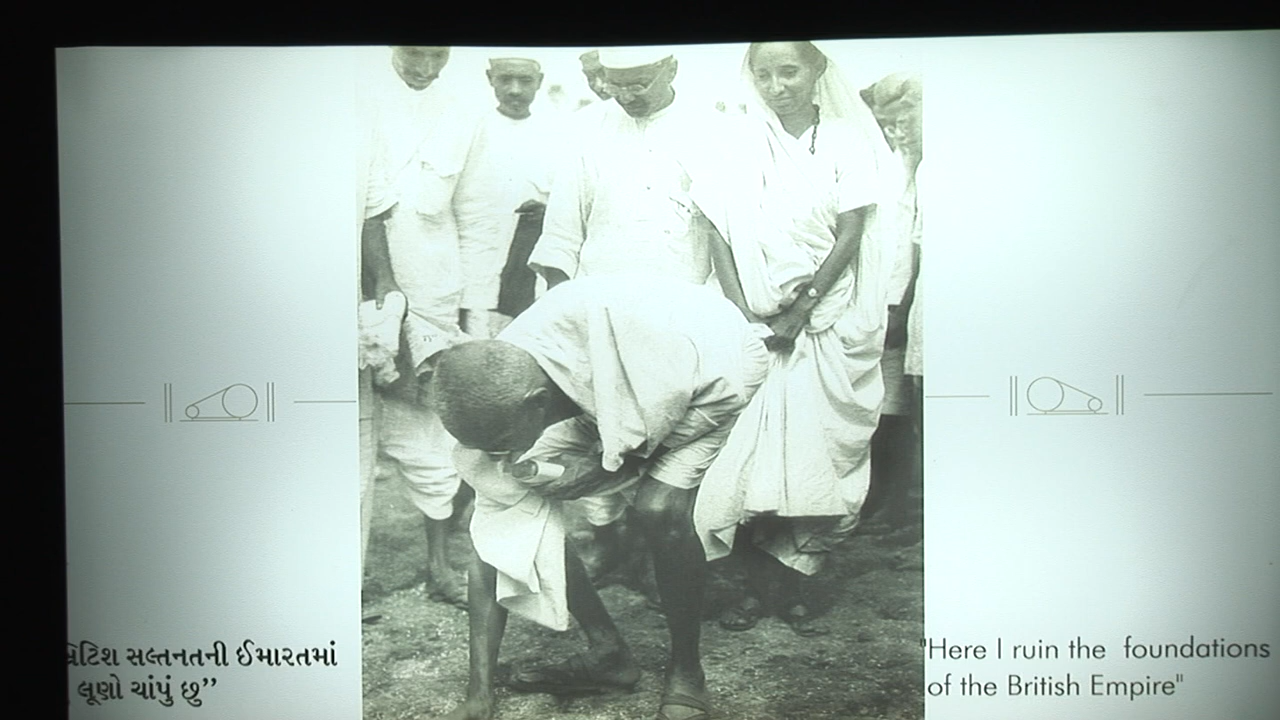 બ્રિટિશ સલ્તનતની ઈમારતમાં
લૂણો ચાંપું છુ”
"Here I ruin the foundations
of the British Empire"